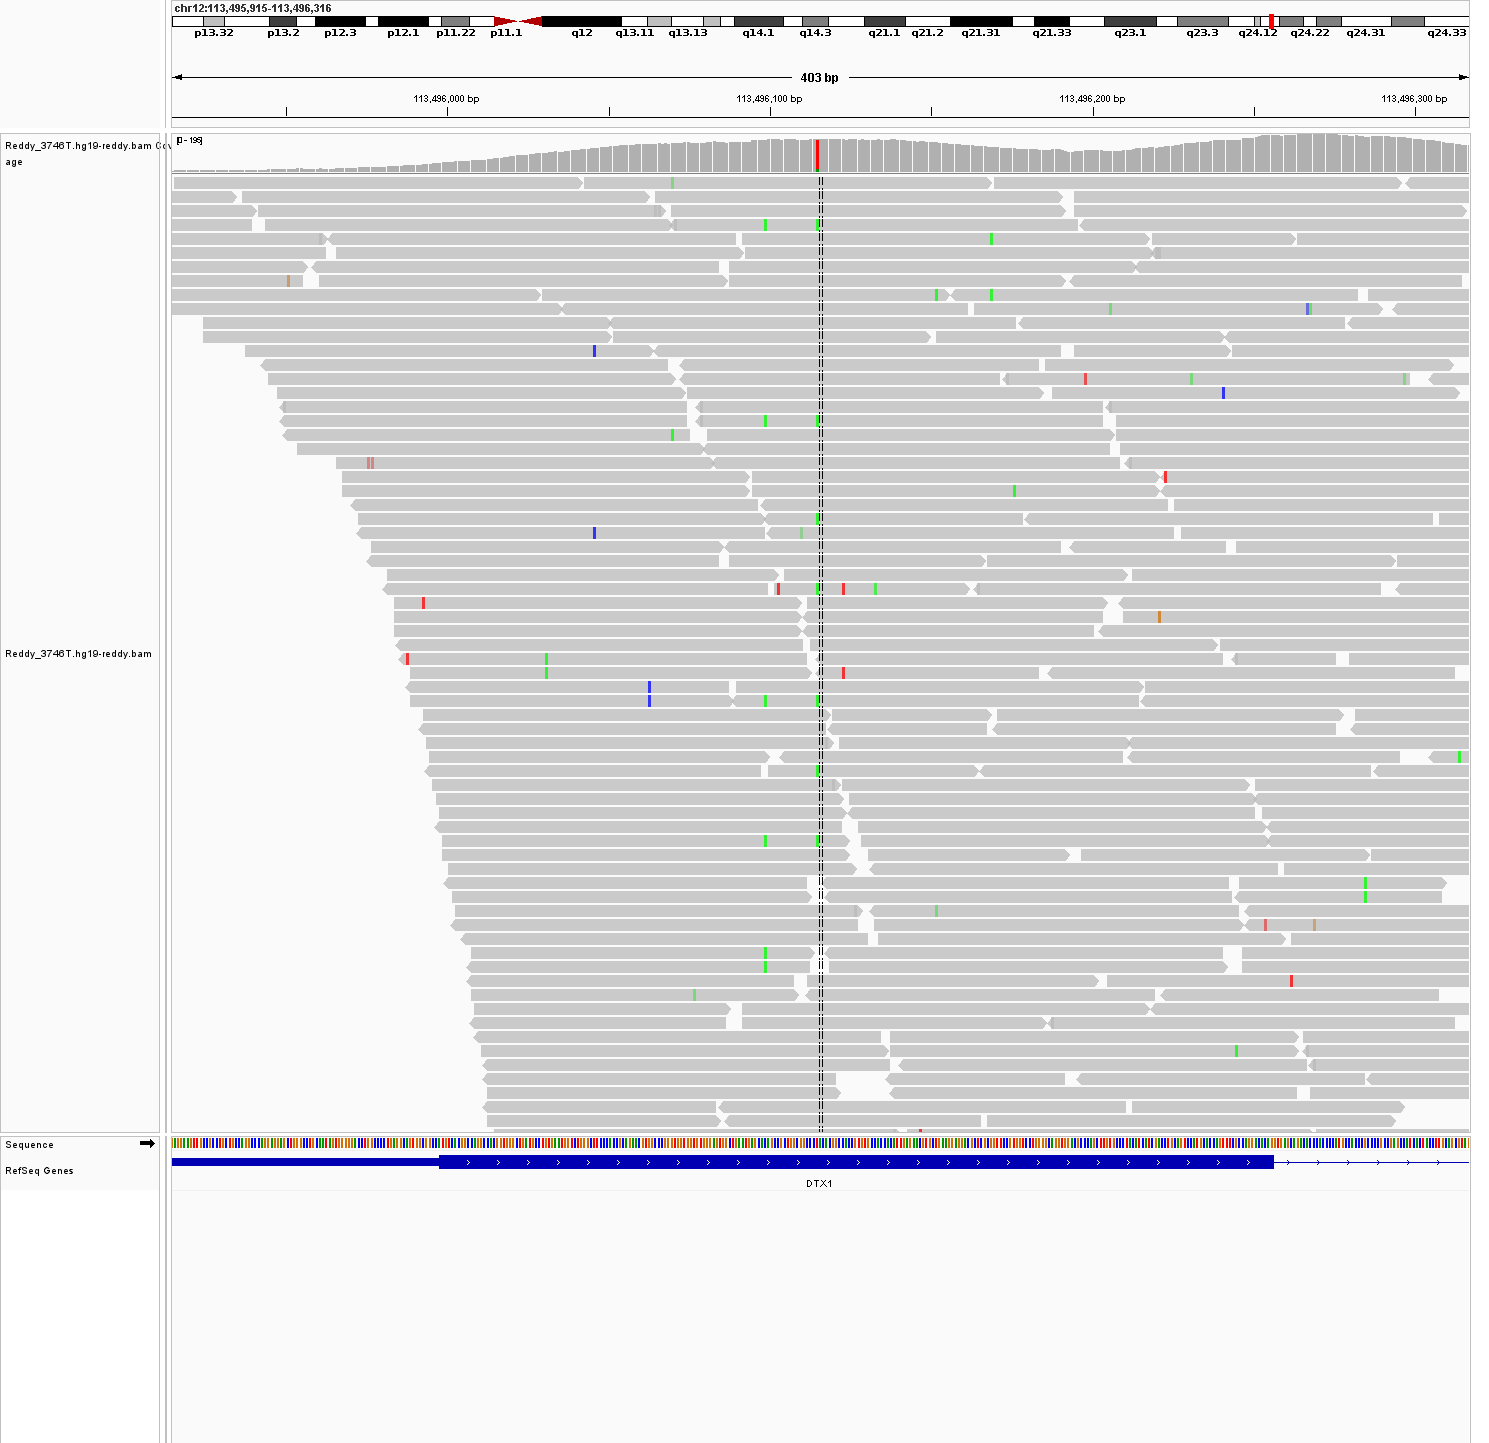 chr12:113,495,915-113,496,316
p13.32 p13.2 p12.3 p12.1 p11.22 p11.1 q12 q13.11 q13.13 q14.1 q14.3 q21.1 q21.2 q21.31 q21.33 q23.1 q23.3 q24.12 q24.22 q24.31 q24.33
403 bp
113,496,000 bp 113,496,100 bp 113,496,200 bp 113,496,300 bp
Reddy_3746T.hg19-reddy.bam Cov
age
[0 - 195]
Reddy_3746T.hg19-reddy.bam
Sequence
RefSeq Genes
DTX1